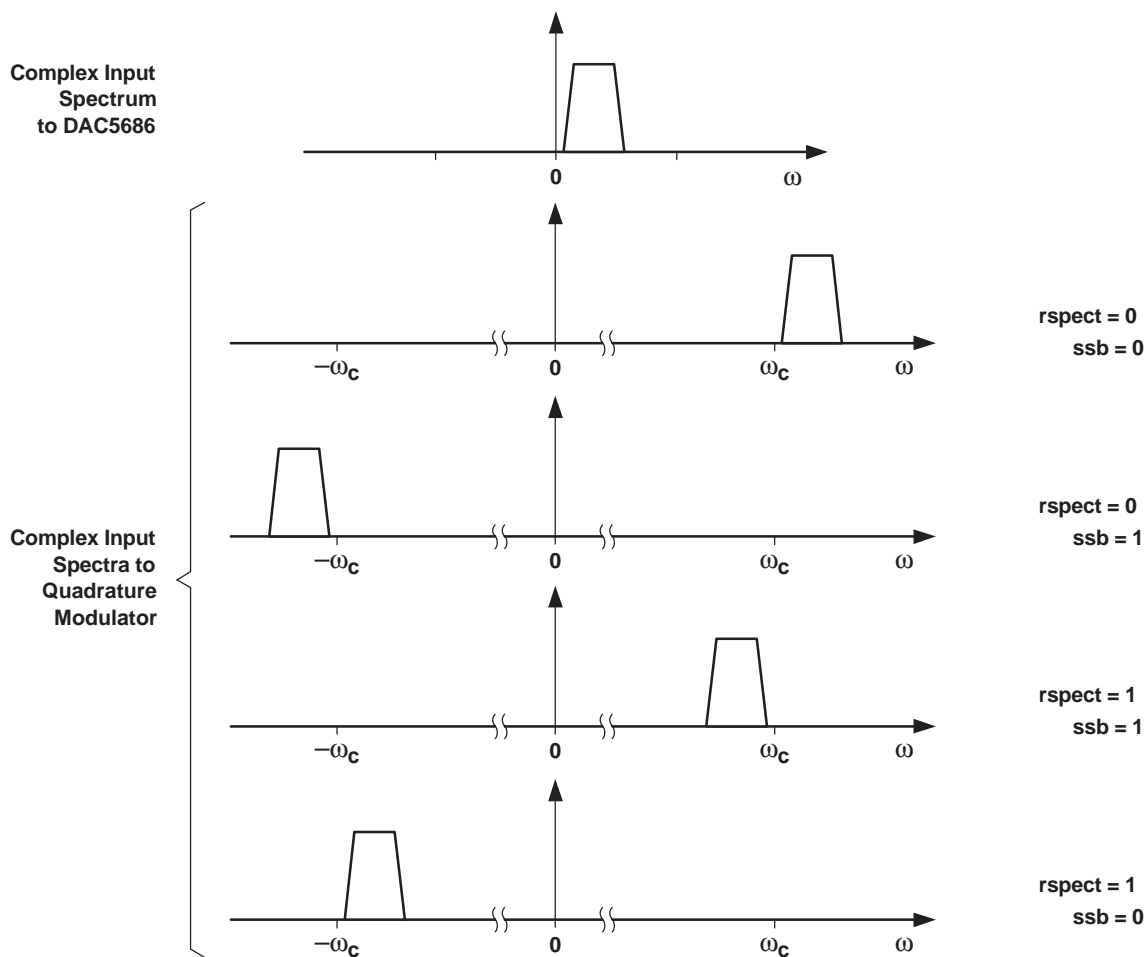 Complex Input
Spectrum
to DAC5686
0
ω
rspect = 0
ssb = 0
−ωc
0
ωc
ω
rspect = 0
ssb = 1
−ωc
0
ωc
ω
Complex Input
Spectra to
Quadrature
Modulator
rspect = 1
ssb = 1
−ωc
0
ωc
ω
rspect = 1
ssb = 0
−ωc
0
ωc
ω